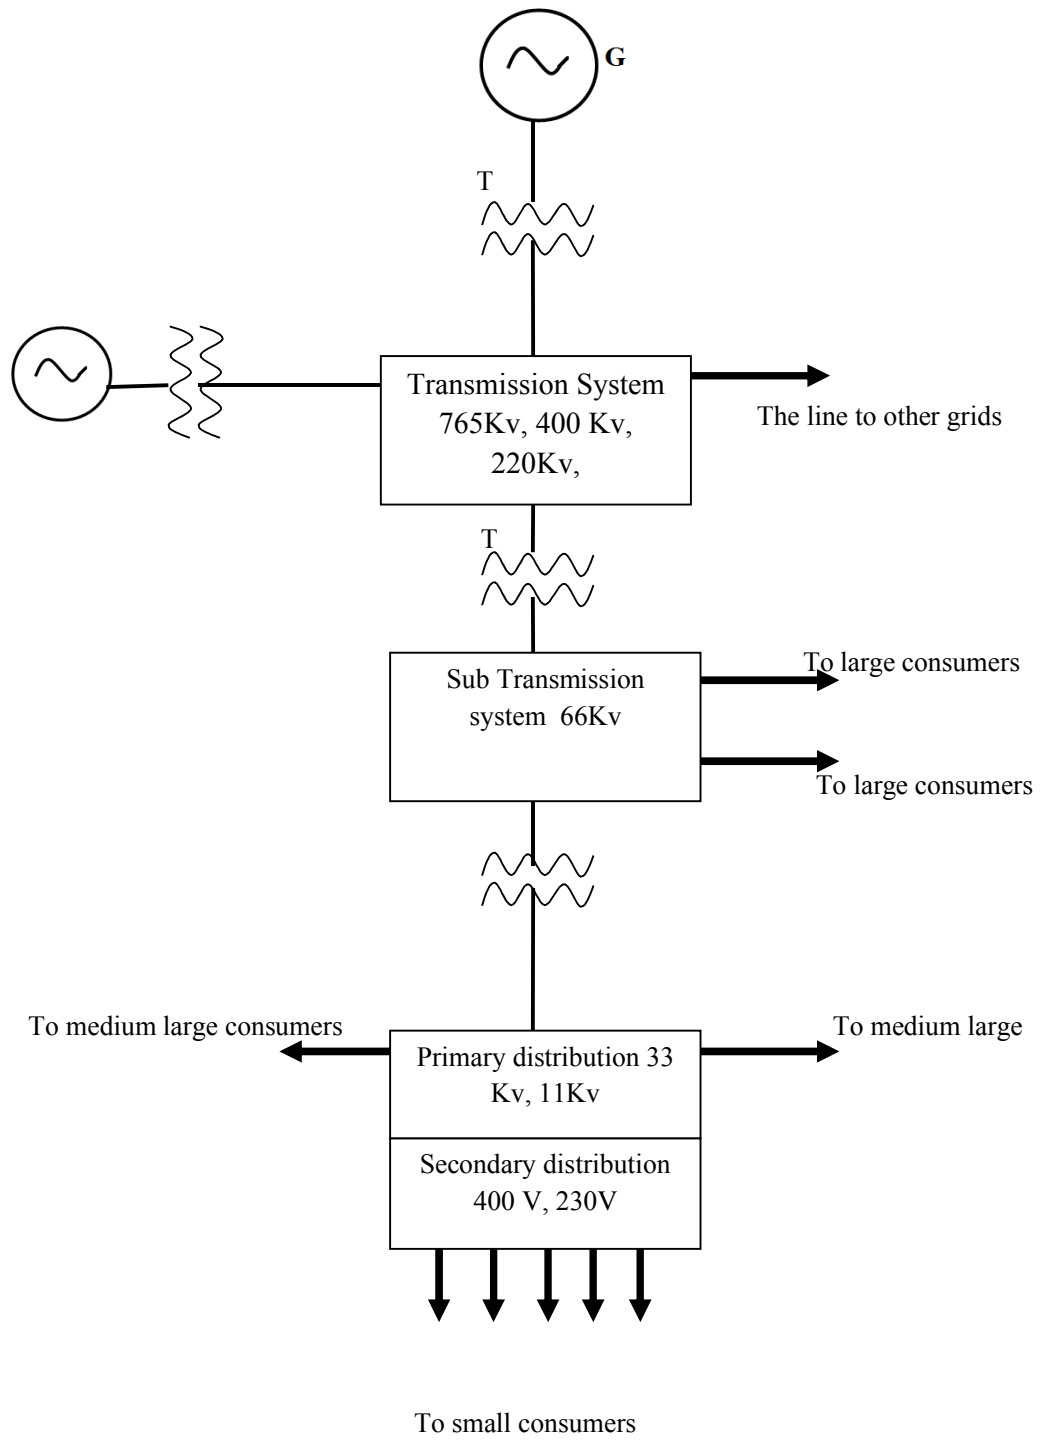 G
T
Transmission System
765Kv, 400 Kv,
220Kv,
The line to other grids
T
Sub Transmission
system 66Kv
To large consumers
To large consumers
To medium large consumers
To medium large
Primary distribution 33
Kv, 11Kv
Secondary distribution
400 V, 230V
To small consumers